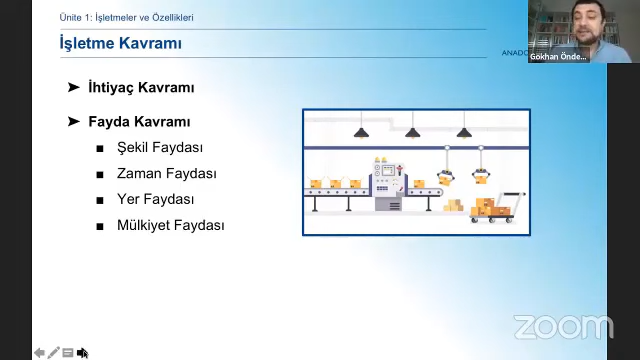 Ünite 1: İşletmeler ve Özellikleri
İşletme Kavramı
ANADO
Gökhan Önde...
➤ İhtiyaç Kavramı
➤ Fayda Kavramı
■ Şekil Faydası
■ Zaman Faydası
■ Yer Faydası
■ Mülkiyet Faydası
zoom